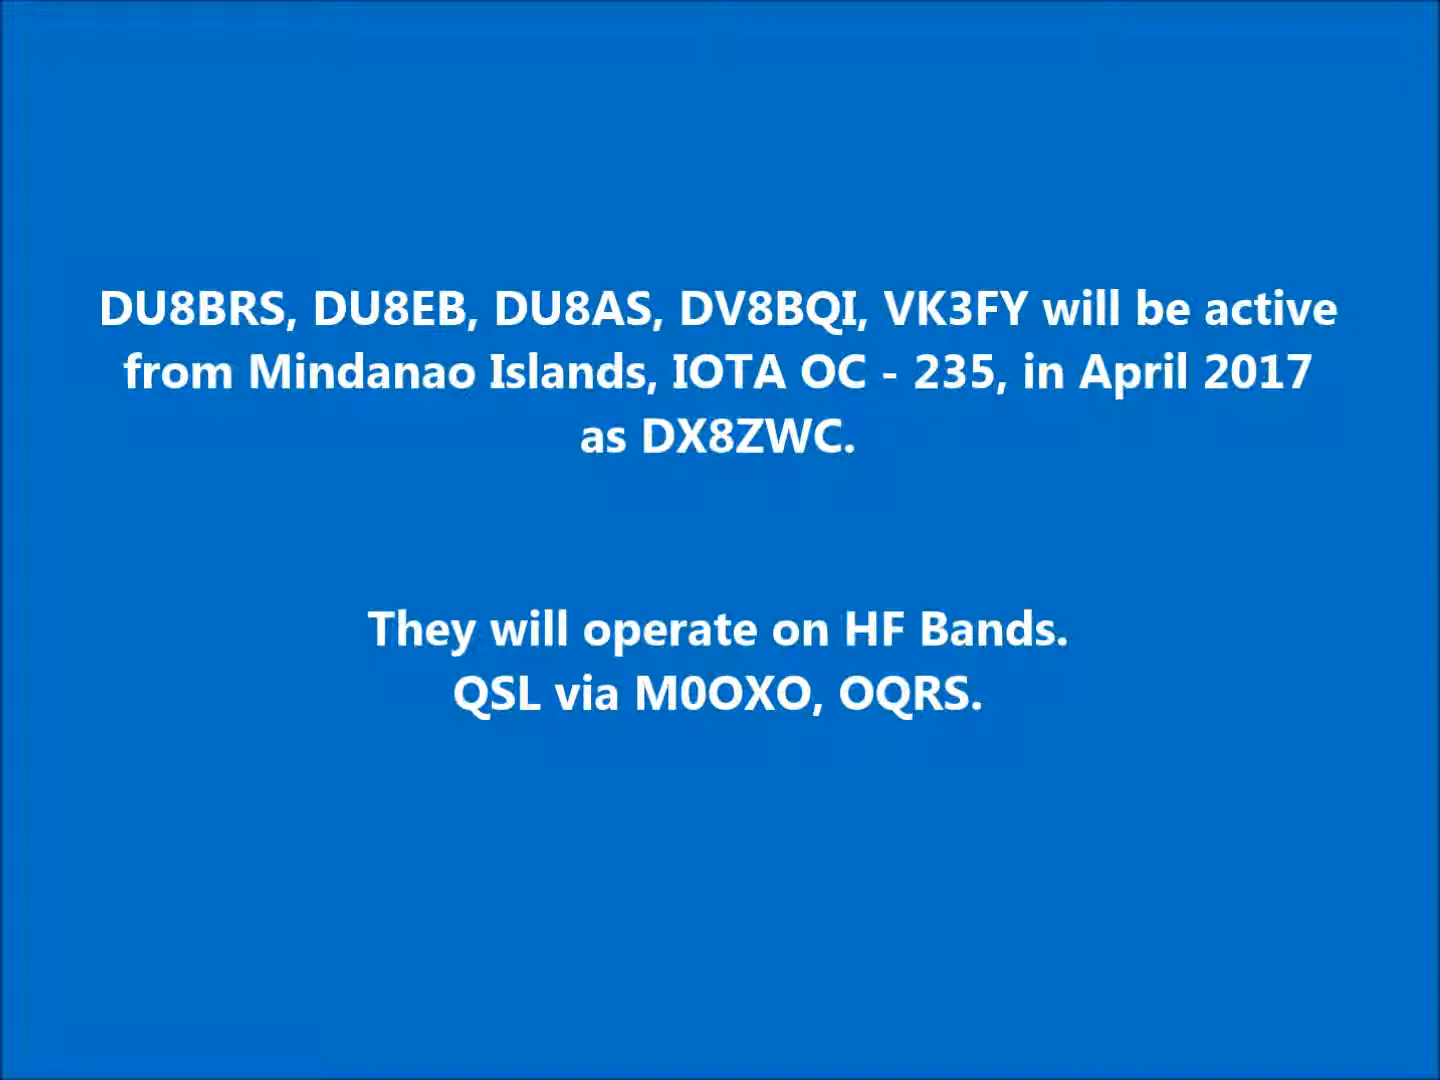 DU8BRS, DU8EB, DU8AS, DV8BQI, VK3FY will be active
from Mindanao Islands, IOTA OC - 235, in April 2017
as DX8ZWC.
They will operate on HF Bands.
QSL via M0OXO, OQRS.